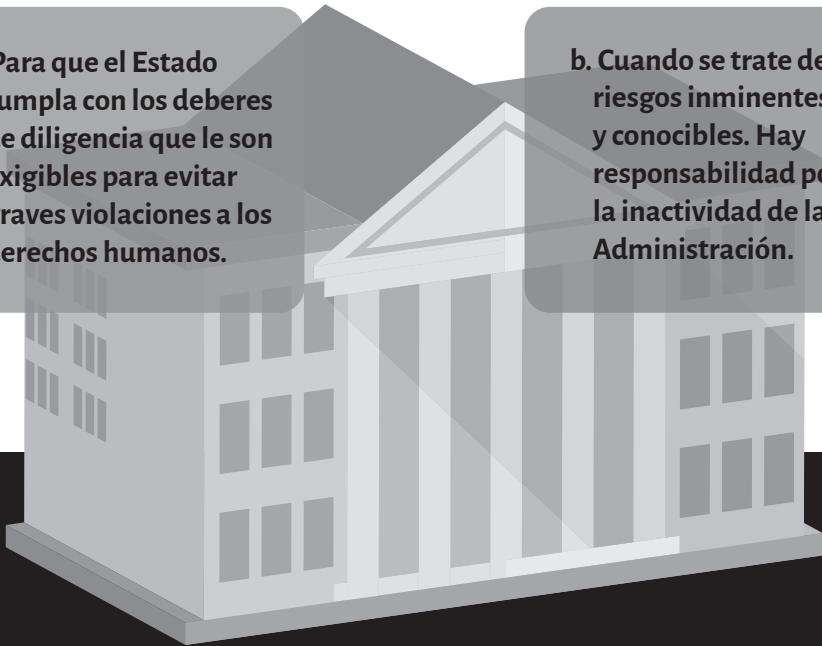 Para que el Estado
umpla con los deberes
e diligencia que le son
xigibles para evitar
raves violaciones a los
erechos humanos.
b. Cuando se trate de
riesgos inminentes
y conocibles. Hay
responsabilidad po
la inactividad de la
Administración.